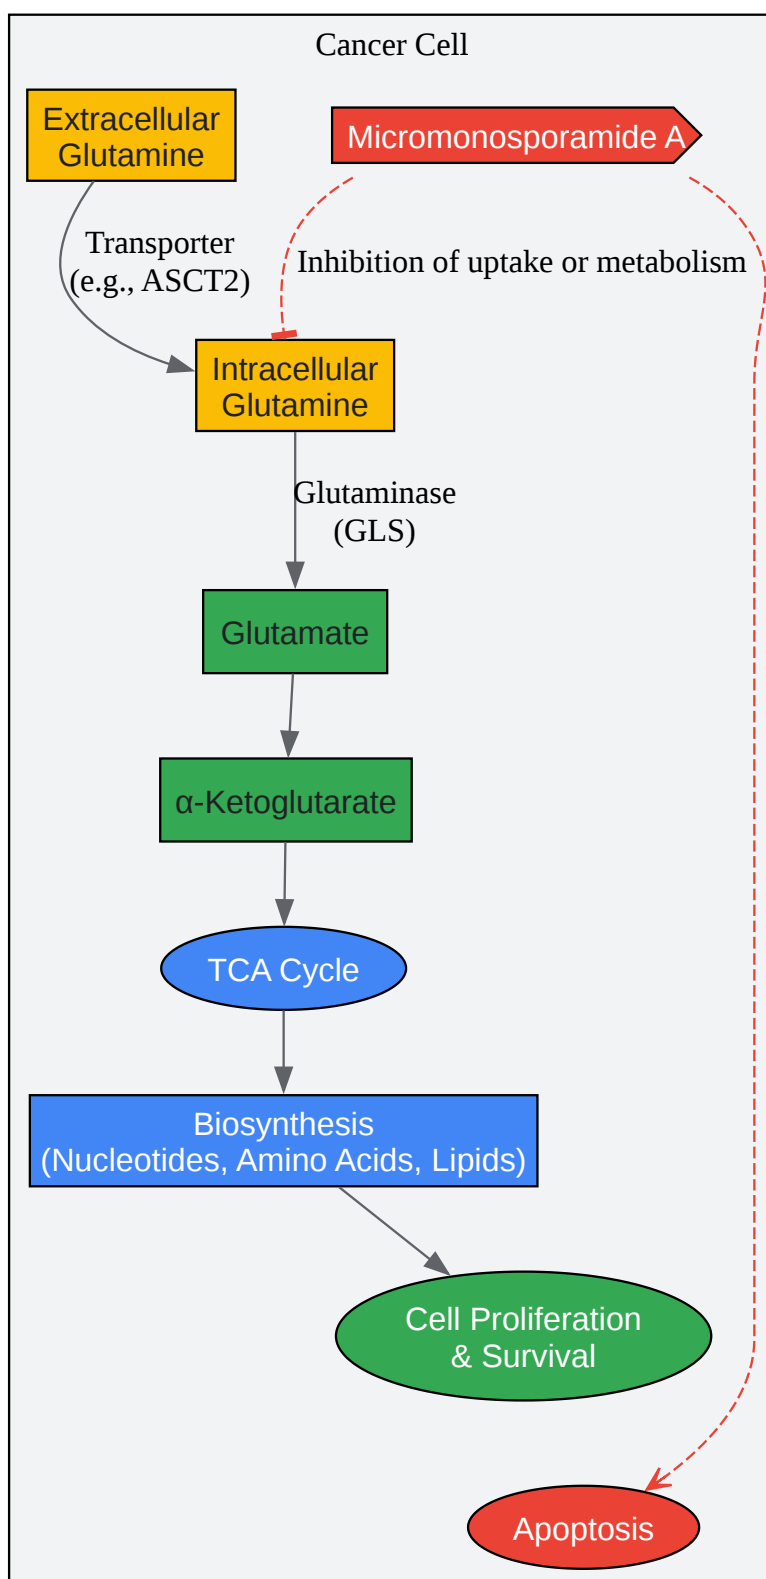 Cancer Cell
Extracellular
Glutamine
Micromonosporamide A
Transporter
(e.g., ASCT2)
Inhibition of uptake or metabolism
Intracellular
Glutamine
Glutaminase
(GLS)
Glutamate
α-Ketoglutarate
TCA Cycle
Biosynthesis
(Nucleotides, Amino Acids, Lipids)
Cell Proliferation
& Survival
Apoptosis